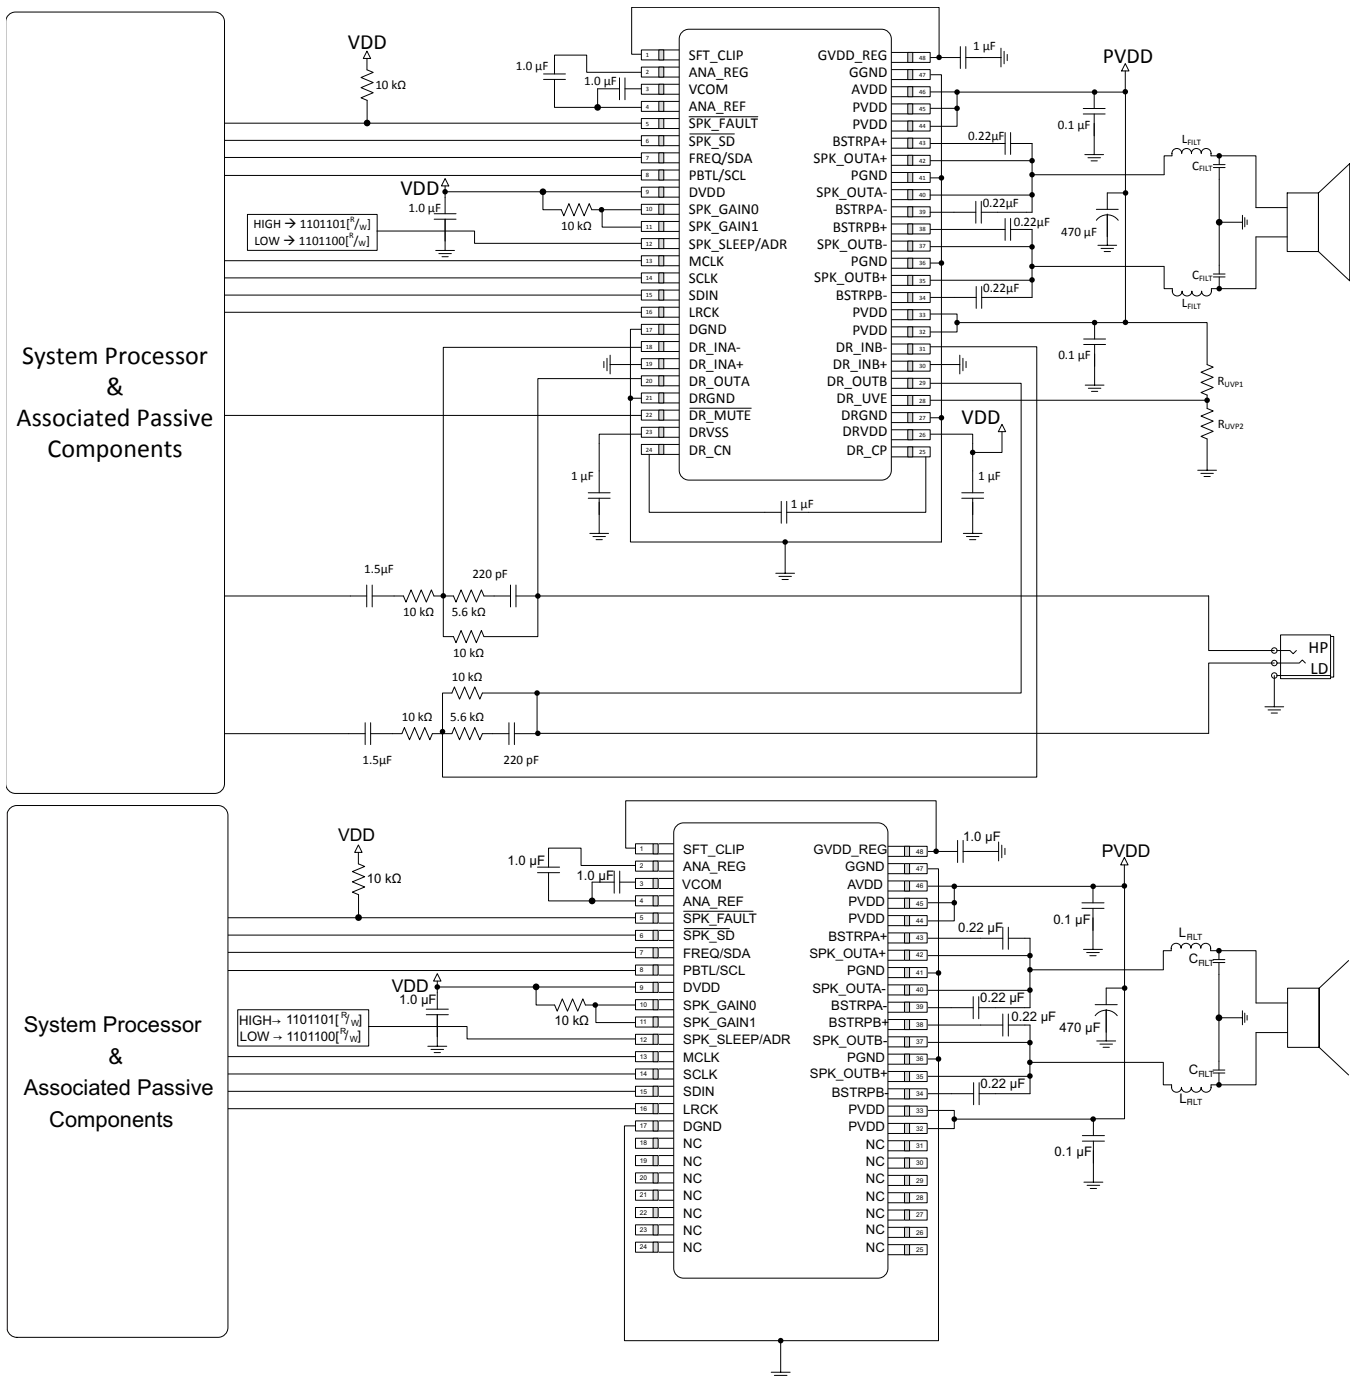 System Processor
&
Associated Passive
Components
VDD
10 kΩ
1.0 µF
1.0 µF
VDD
1.0 µF
10 kΩ
HIGH → 1101101[R/W]
LOW → 1101100[R/W]
1 SFT_CLIP
2 ANA_REG
3 VCOM
4 ANA_REF
5 SPK_FAULT
6 SPK_SD
7 FREQ/SDA
8 PBTL/SCL
9 DVDD
10 SPK_GAIN0
11 SPK_GAIN1
12 SPK_SLEEP/ADR
13 MCLK
14 SCLK
15 SDIN
16 LRCK
17 DGND
18 DR_INA-
19 DR_INA+
20 DR_OUTA
21 DRGND
22 DR_MUTE
23 DRVSS
24 DR_CN
GVDD_REG 48
GGND 47
AVDD 46
PVDD 45
PVDD 44
BSTRPA+ 43
SPK_OUTA+ 42
PGND 41
SPK_OUTA- 40
BSTRPA- 39
BSTRPB+ 38
SPK_OUTB- 37
PGND 36
SPK_OUTB+ 35
BSTRPB- 34
PVDD 33
PVDD 32
DR_INB- 31
DR_INB+ 30
DR_OUTB 29
DR_UVE 28
DRGND 27
DRVDD 26
DR_CP 25
1 µF
PVDD
0.1 µF
0.22µF
0.22µF
0.22µF
0.22µF
470 µF
LFILT
CFILT
CFILT
LFILT
0.1 µF
RUVP1
RUVP2
VDD
1 µF
1 µF
1 µF
1.5µF
10 kΩ
5.6 kΩ
220 pF
10 kΩ
HP
LD
10 kΩ
10 kΩ
5.6 kΩ
1.5µF
220 pF
System Processor
&
Associated Passive
Components
VDD
10 kΩ
1.0 µF
1.0 µF
VDD
1.0 µF
10 kΩ
HIGH→ 1101101[R/W]
LOW → 1101100[R/W]
1 SFT_CLIP
2 ANA_REG
3 VCOM
4 ANA_REF
5 SPK_FAULT
6 SPK_SD
7 FREQ/SDA
8 PBTL/SCL
9 DVDD
10 SPK_GAIN0
11 SPK_GAIN1
12 SPK_SLEEP/ADR
13 MCLK
14 SCLK
15 SDIN
16 LRCK
17 DGND
18 NC
19 NC
20 NC
21 NC
22 NC
23 NC
24 NC
GVDD_REG 48
GGND 47
AVDD 46
PVDD 45
PVDD 44
BSTRPA+ 43
SPK_OUTA+ 42
PGND 41
SPK_OUTA- 40
BSTRPA- 39
BSTRPB+ 38
SPK_OUTB- 37
PGND 36
SPK_OUTB+ 35
BSTRPB- 34
PVDD 33
PVDD 32
NC 31
NC 30
NC 29
NC 28
NC 27
NC 26
NC 25
1.0 µF
PVDD
0.1 µF
0.22 µF
0.22 µF
0.22 µF
0.22 µF
470 µF
LFILT
CFILT
CFILT
LFILT
0.1 µF